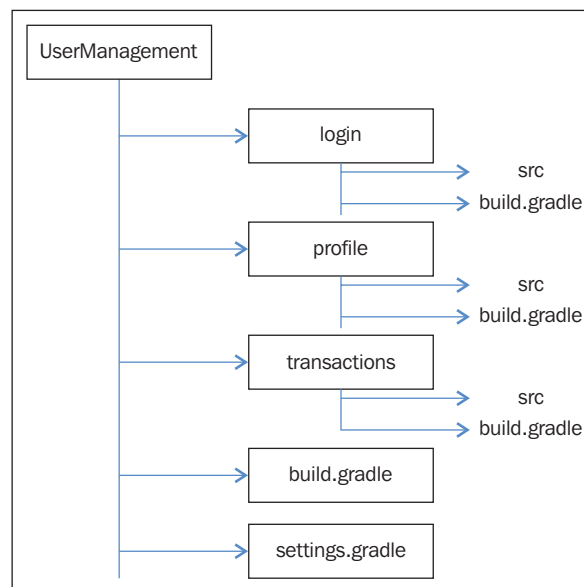 UserManagement
login
src
build.gradle
profile
src
build.gradle
transactions
src
build.gradle
build.gradle
settings.gradle